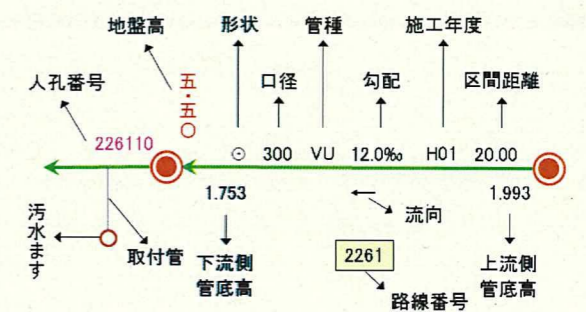 地盤高
形状
管種
施工年度
人孔番号
五・五〇
口径
勾配
区間距離
226110
⊙ 300 VU 12.0‰ H01 20.00
1.753
1.993
流向
汚水ます
取付管
下流側
管底高
2261
上流側
管底高
路線番号